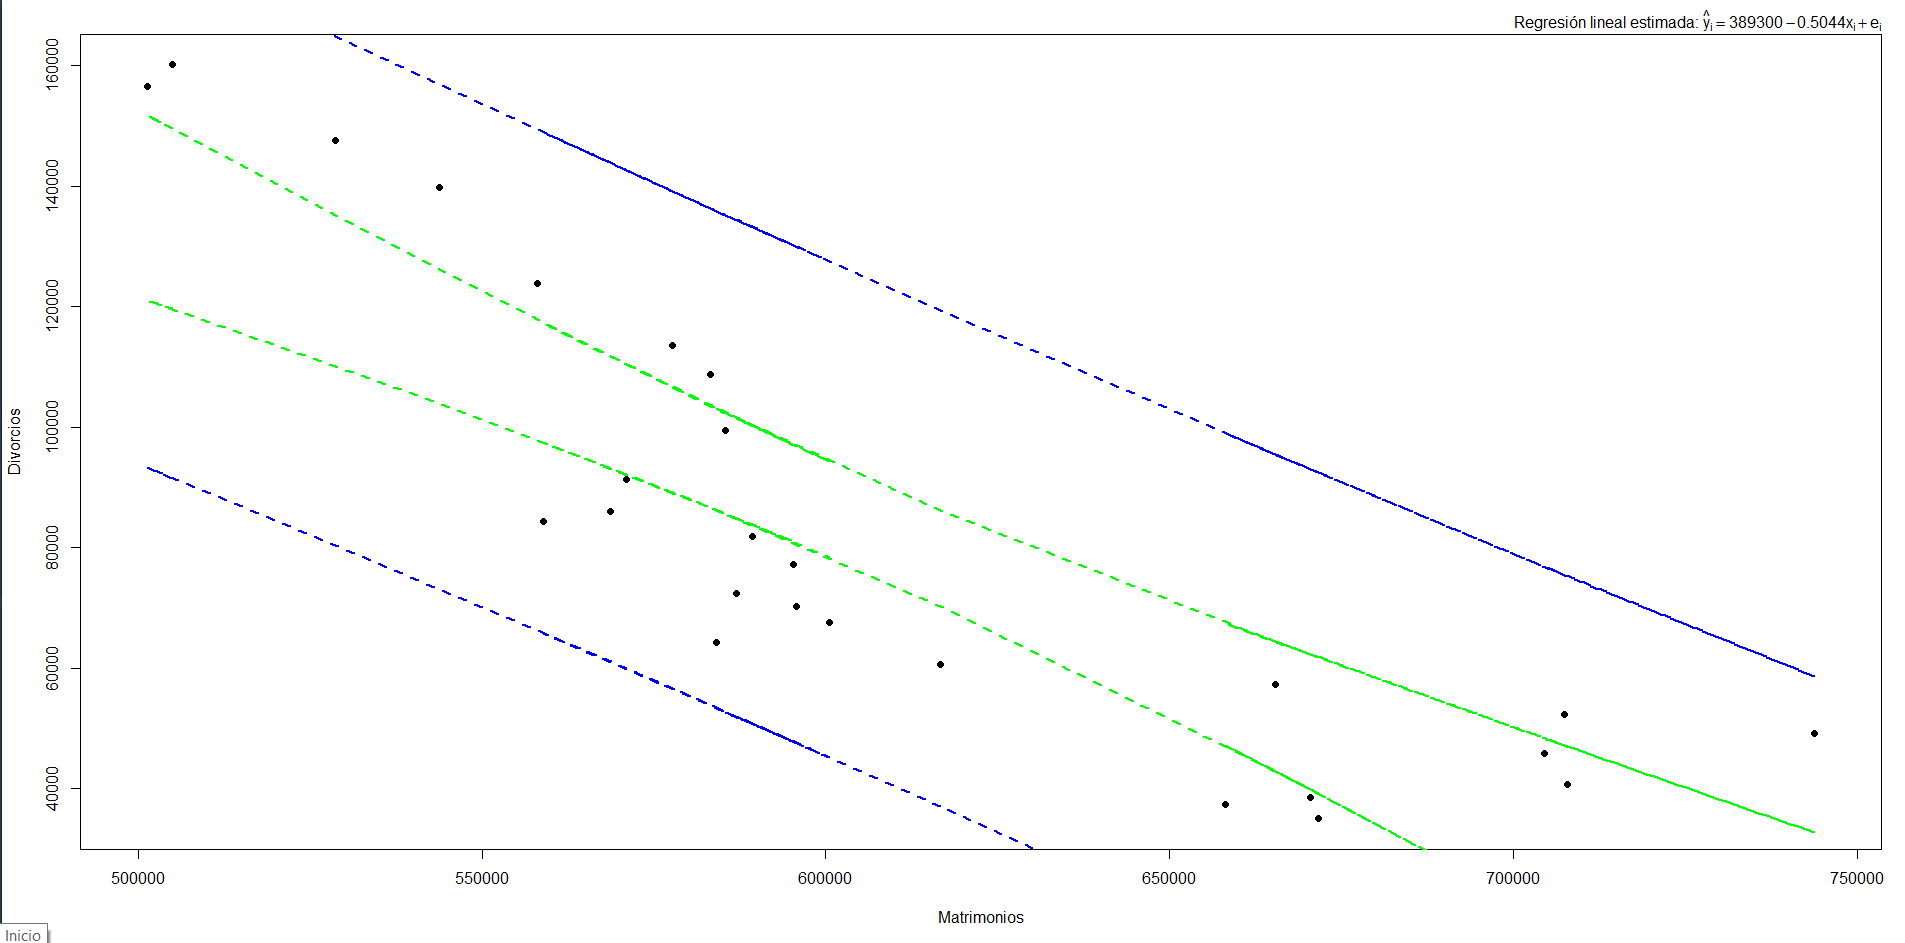 Regresión lineal estimada: ŷᵢ = 389300 − 0.5044xᵢ + eᵢ
160000
140000
120000
100000
80000
60000
40000
Divorcios
500000 550000 600000 650000 700000 750000
Matrimonios
Inicio